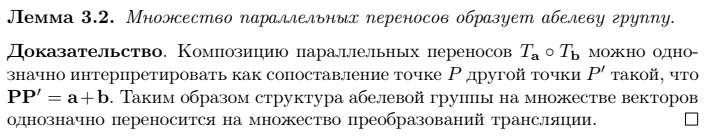 Лемма 3.2. Множество параллельных переносов образует абелеву группу.
Доказательство. Композицию параллельных переносов T_a ∘ T_b можно одно-
значно интерпретировать как сопоставление точке P другой точки P′ такой, что
PP′ = a+b. Таким образом структура абелевой группы на множестве векторов
однозначно переносится на множество преобразований трансляции. □